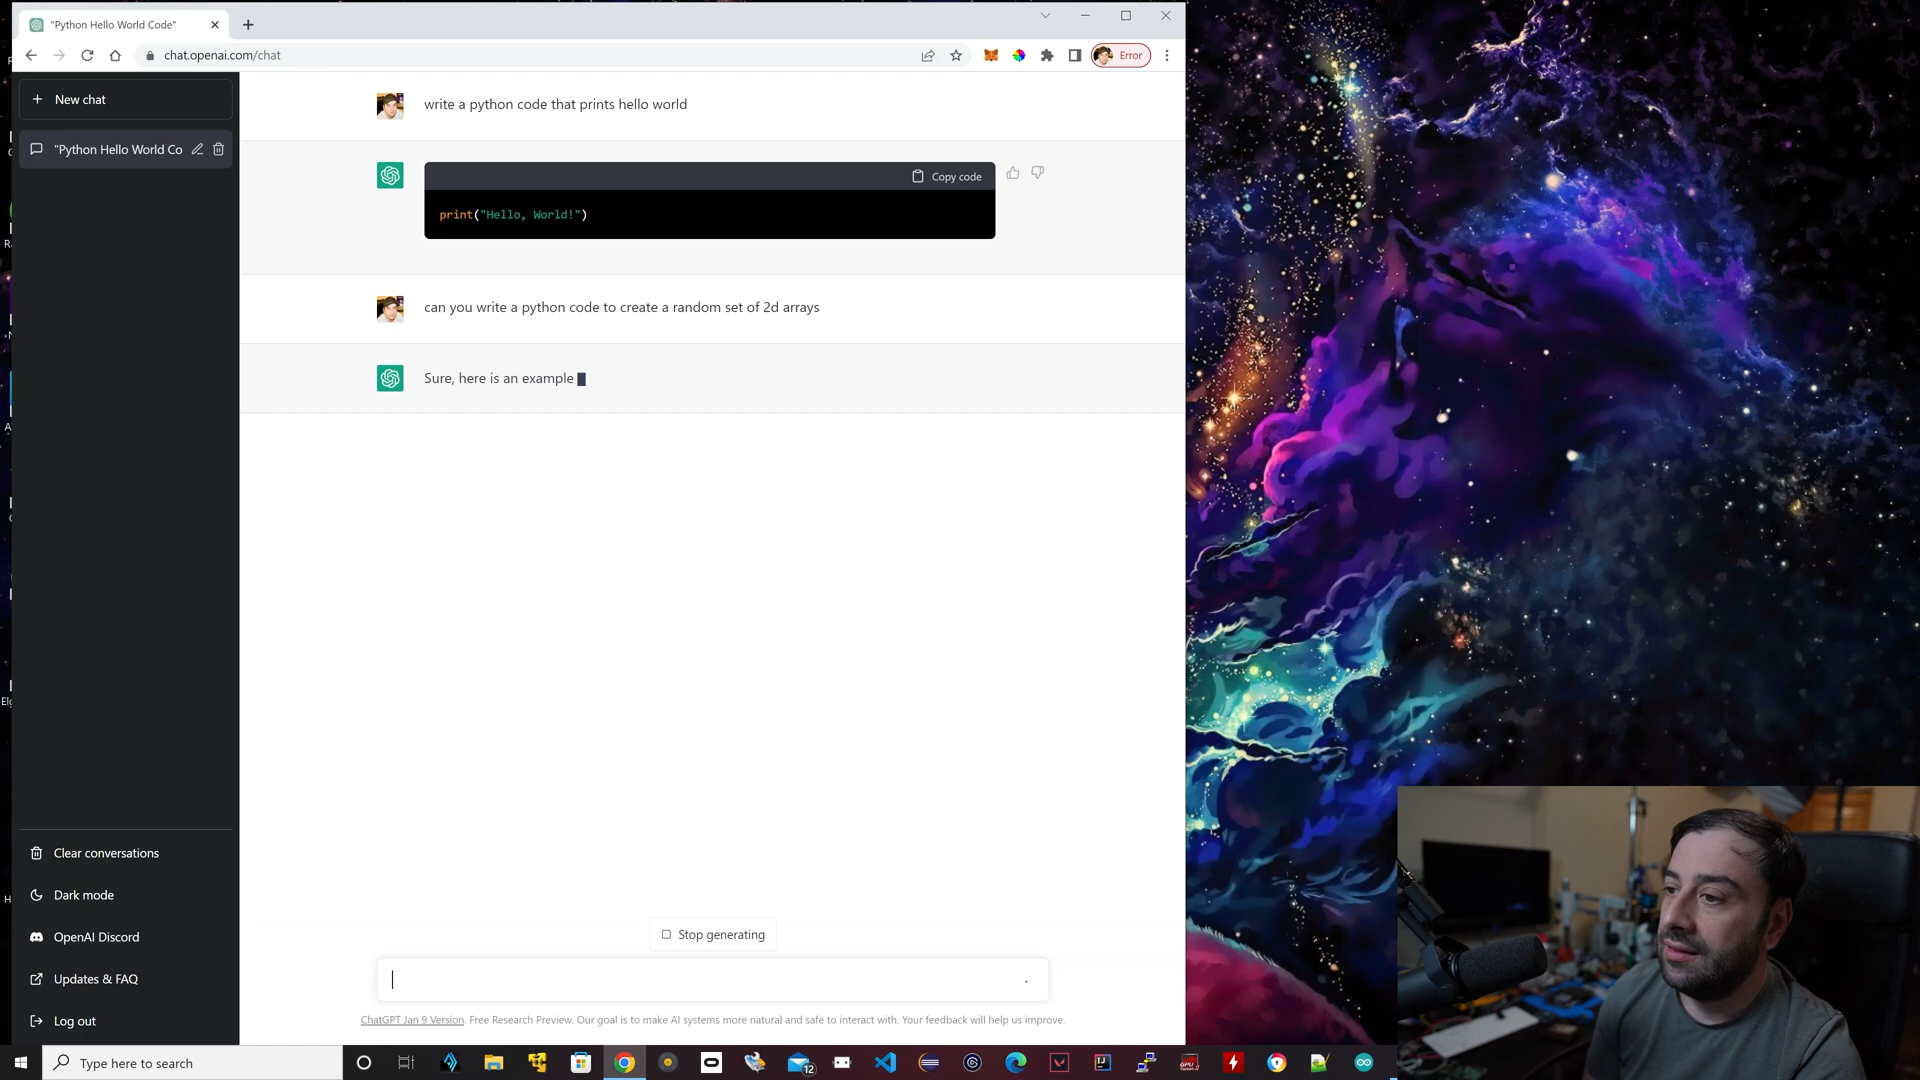 "Python Hello World Code"
chat.openai.com/chat
Error
New chat
"Python Hello World Co
write a python code that prints hello world
Copy code
print("Hello, World!")
can you write a python code to create a random set of 2d arrays
Sure, here is an example
Clear conversations
Dark mode
OpenAI Discord
Updates & FAQ
Log out
Stop generating
ChatGPT Jan 9 Version. Free Research Preview. Our goal is to make AI systems more natural and safe to interact with. Your feedback will help us improve.
Type here to search
12